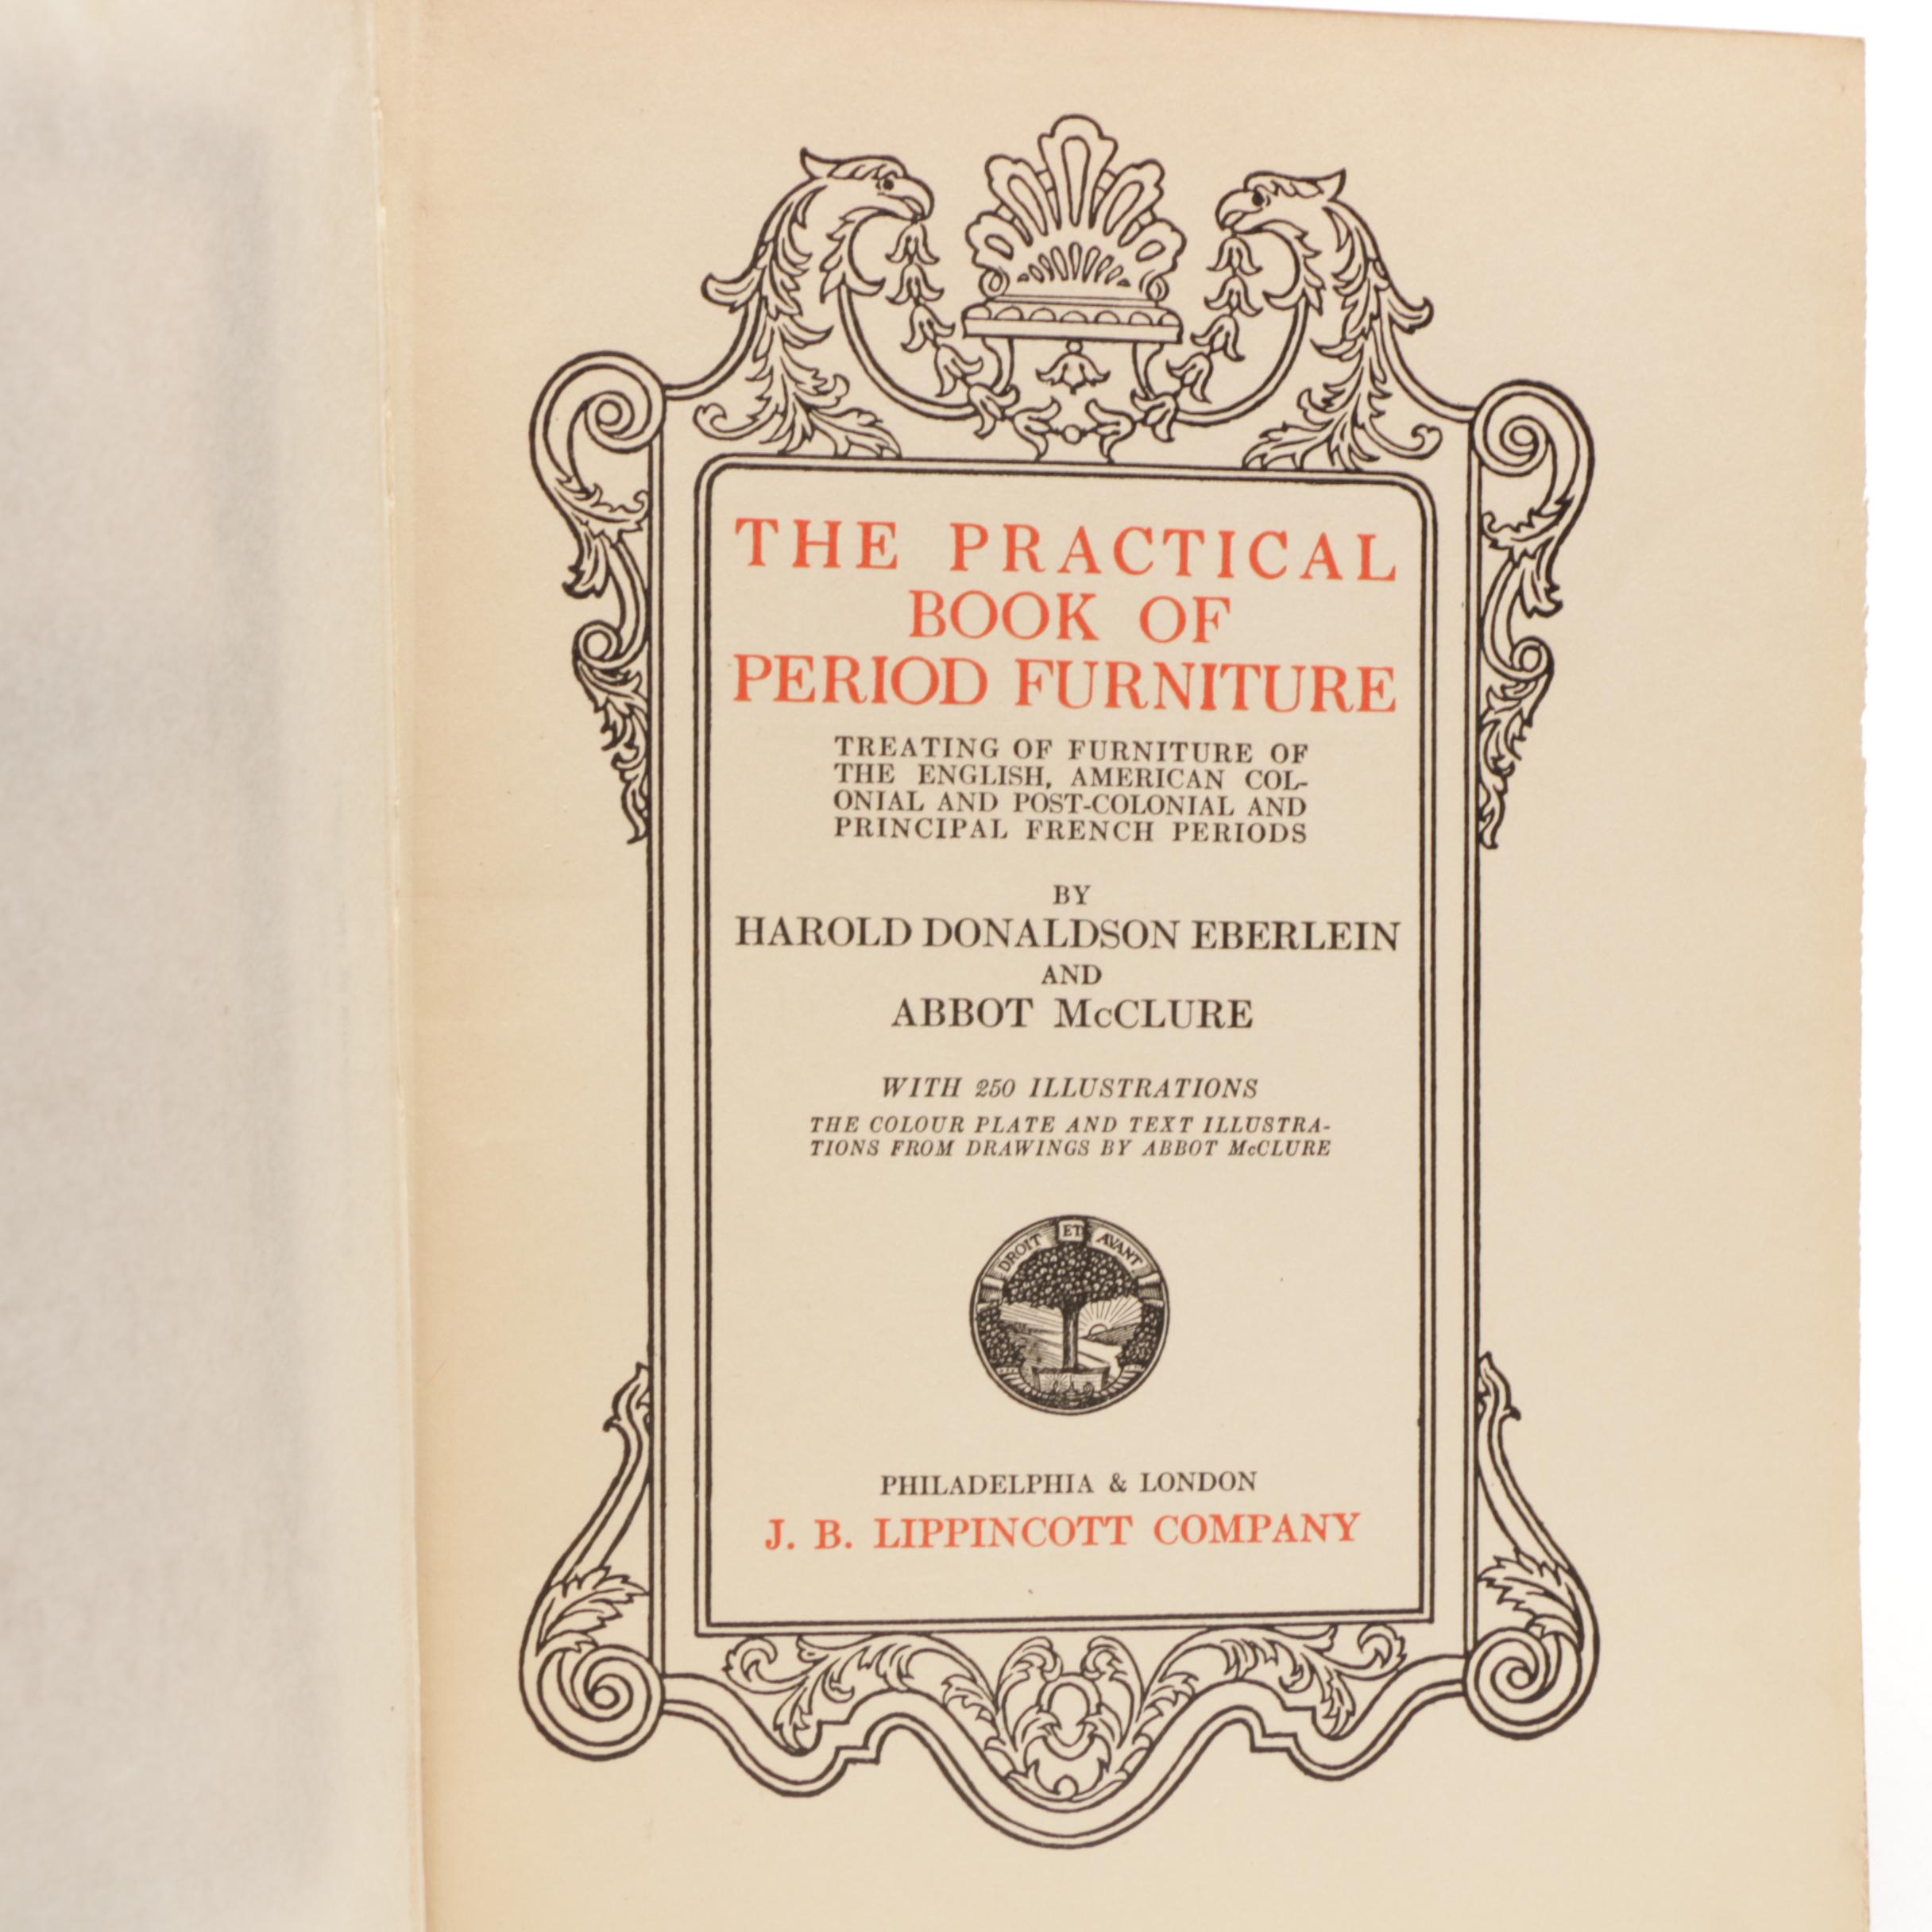 THE PRACTICAL
BOOK OF
PERIOD FURNITURE
TREATING OF FURNITURE OF
THE ENGLISH, AMERICAN COL-
ONIAL AND POST-COLONIAL AND
PRINCIPAL FRENCH PERIODS
BY
HAROLD DONALDSON EBERLEIN
AND
ABBOT McCLURE
WITH 250 ILLUSTRATIONS
THE COLOUR PLATE AND TEXT ILLUSTRA-
TIONS FROM DRAWINGS BY ABBOT McCLURE
DROIT ET AVANT
PHILADELPHIA & LONDON
J. B. LIPPINCOTT COMPANY